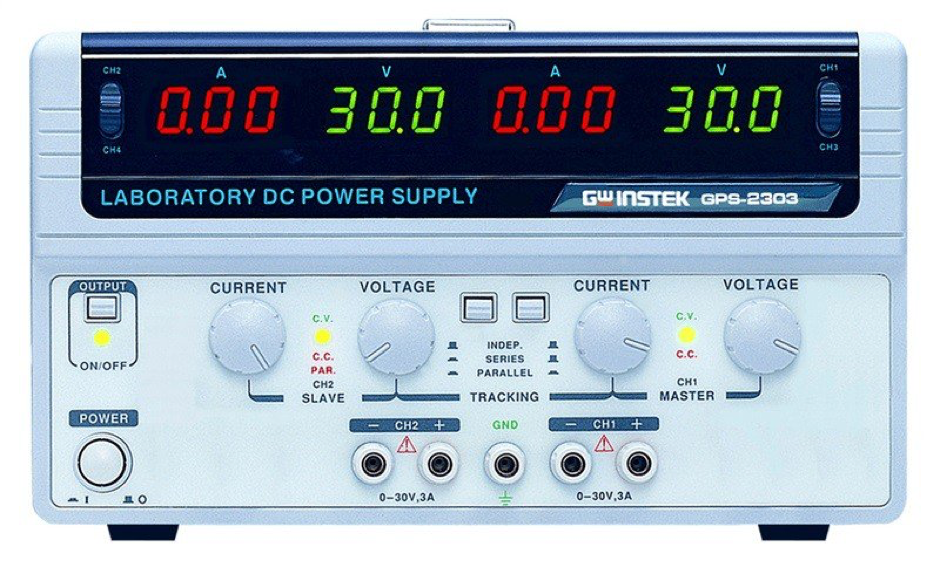 CH2 A V A V CH1
0.00 30.0 0.00 30.0
CH4 CH3
LABORATORY DC POWER SUPPLY GWINSTEK GPS-2303
OUTPUT CURRENT VOLTAGE CURRENT VOLTAGE
C.V. C.V.
INDEP.
ON/OFF C.C. SERIES C.C.
PAR. PARALLEL
CH2 CH1
SLAVE TRACKING MASTER
POWER - CH2 + GND - CH1 +
I O 0-30V,3A 0-30V,3A